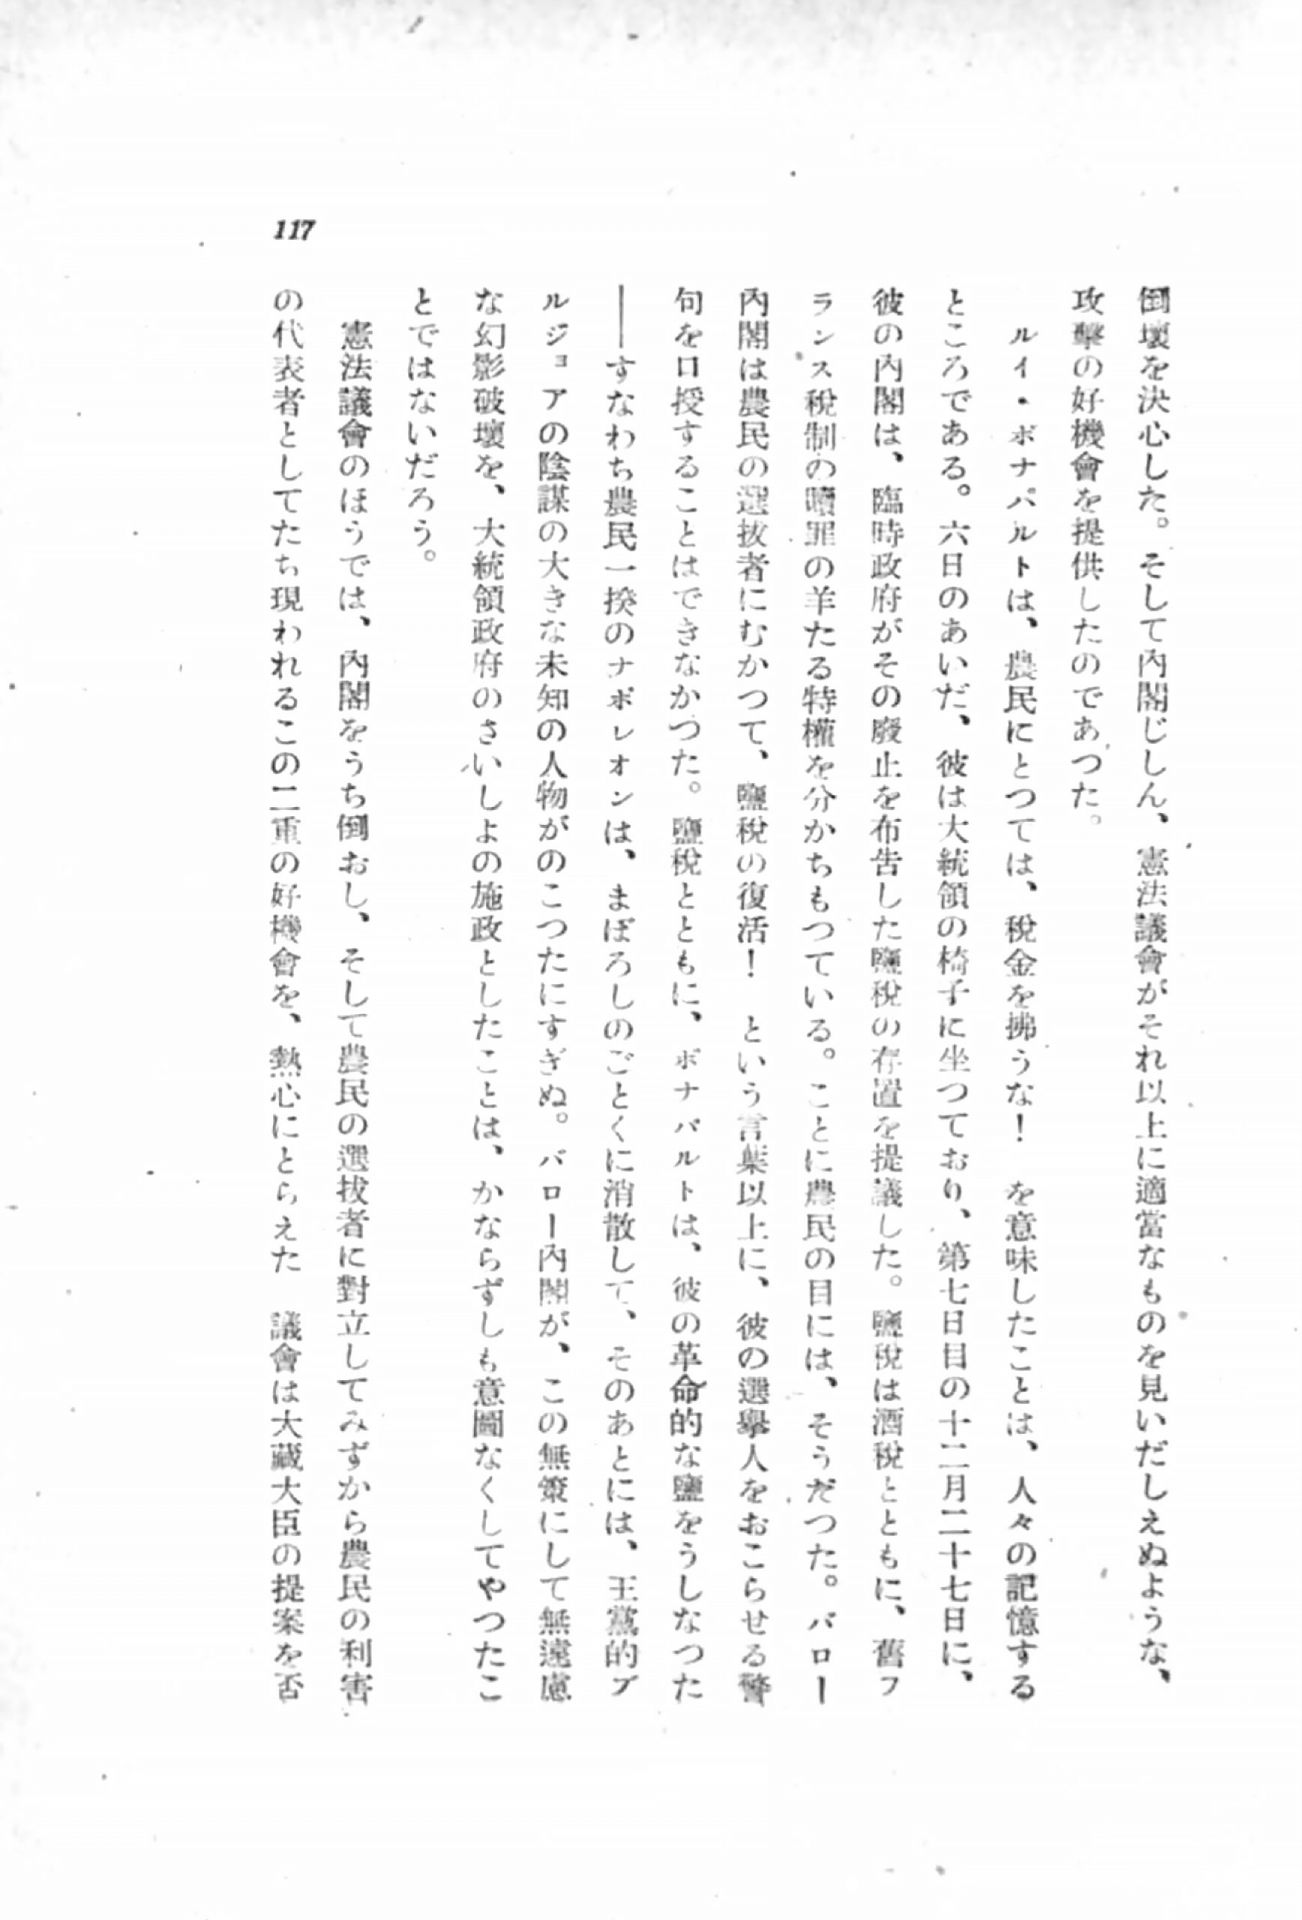 倒壞を決心した。そして內閣じしん、憲法議會がそれ以上に適當なものを見いだしえぬような、
攻擊の好機會を提供したのであつた。
ルイ・ボナパルトは、農民にとつては、稅金を拂うな！　を意味したことは、人々の記憶する
ところである。六日のあいだ、彼は大統領の椅子に坐つており、第七日目の十二月二十七日に、
彼の內閣は、臨時政府がその廢止を布告した鹽稅の存置を提議した。鹽稅は酒稅とともに、舊フ
ランス稅制の贖罪の羊たる特權を分かちもつている。ことに農民の目には、そうだつた。バロー
內閣は農民の選拔者にむかつて、鹽稅の復活！　という言葉以上に、彼の選擧人をおこらせる警
句を口授することはできなかつた。鹽稅とともに、ボナパルトは、彼の革命的な鹽をうしなつた
――すなわち農民一揆のナポレオンは、まぼろしのごとくに消散して、そのあとには、王黨的ブ
ルジョアの陰謀の大きな未知の人物がのこつたにすぎぬ。バロー內閣が、この無策にして無遠慮
な幻影破壞を、大統領政府のさいしよの施政としたことは、かならずしも意圖なくしてやつたこ
とではないだろう。
憲法議會のほうでは、內閣をうち倒おし、そして農民の選拔者に對立してみずから農民の利害
の代表者としてたち現われるこの二重の好機會を、熱心にとらえた　議會は大藏大臣の提案を否
117